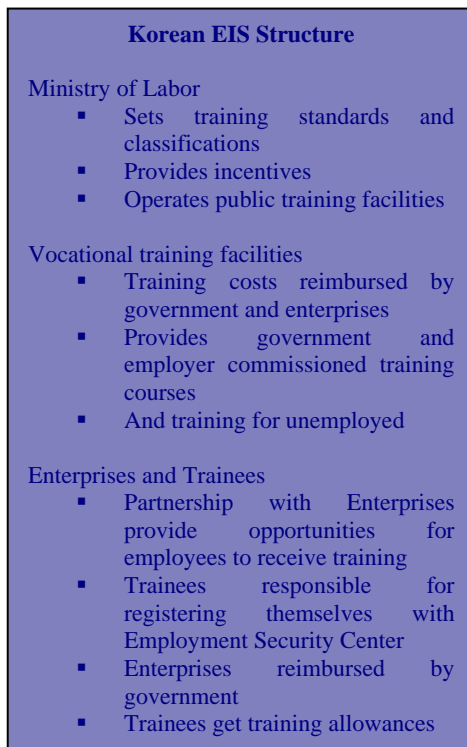 Korean EIS Structure
Ministry of Labor
▪ Sets training standards and
classifications
▪ Provides incentives
▪ Operates public training facilities
Vocational training facilities
▪ Training costs reimbursed by
government and enterprises
▪ Provides government and
employer commissioned training
courses
▪ And training for unemployed
Enterprises and Trainees
▪ Partnership with Enterprises
provide opportunities for
employees to receive training
▪ Trainees responsible for
registering themselves with
Employment Security Center
▪ Enterprises reimbursed by
government
▪ Trainees get training allowances